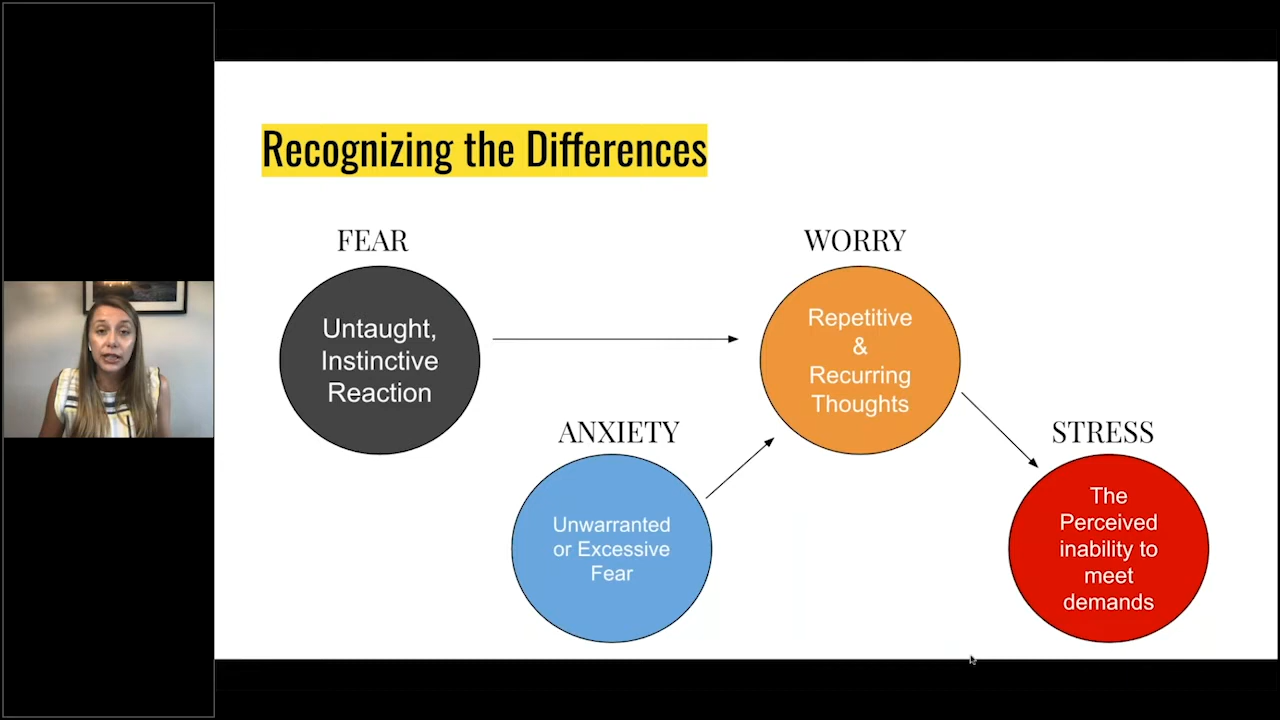 Recognizing the Differences
FEAR
Untaught,
Instinctive
Reaction
WORRY
Repetitive
&
Recurring
Thoughts
ANXIETY
Unwarranted
or Excessive
Fear
STRESS
The
Perceived
inability to
meet
demands